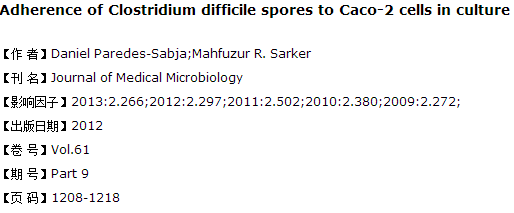 Adherence of Clostridium difficile spores to Caco-2 cells in culture
【作 者】Daniel Paredes-Sabja;Mahfuzur R. Sarker
【刊 名】Journal of Medical Microbiology
【影响因子】2013:2.266;2012:2.297;2011:2.502;2010:2.380;2009:2.272;
【出版日期】2012
【卷 号】Vol.61
【期 号】Part 9
【页 码】1208-1218